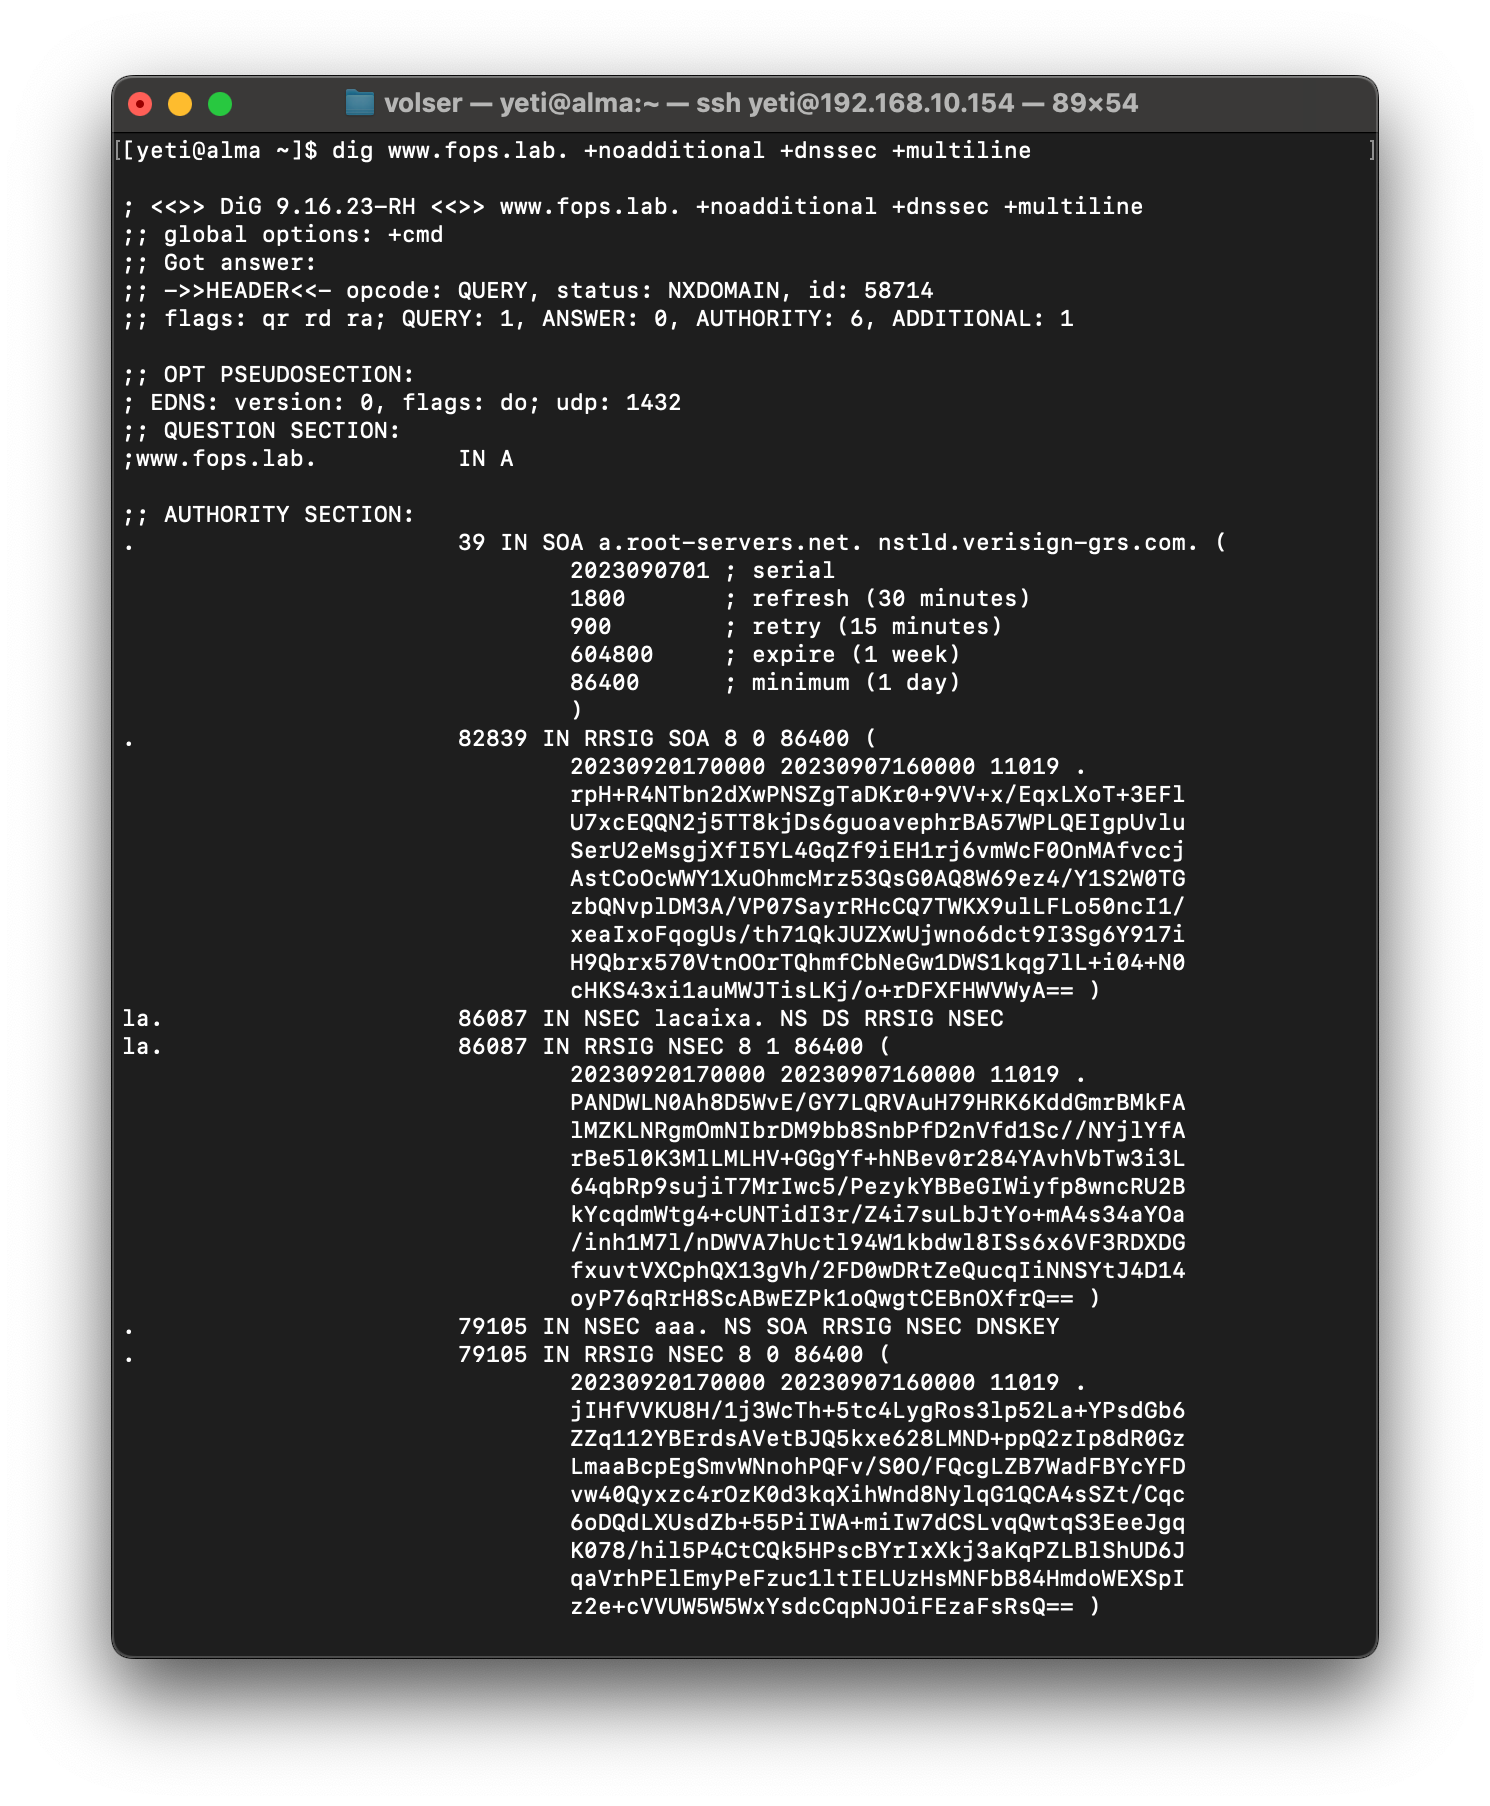 volser — yeti@alma:~ — ssh yeti@192.168.10.154 — 89×54
[[yeti@alma ~]$ dig www.fops.lab. +noadditional +dnssec +multiline ]
; <<>> DiG 9.16.23-RH <<>> www.fops.lab. +noadditional +dnssec +multiline
;; global options: +cmd
;; Got answer:
;; ->>HEADER<<- opcode: QUERY, status: NXDOMAIN, id: 58714
;; flags: qr rd ra; QUERY: 1, ANSWER: 0, AUTHORITY: 6, ADDITIONAL: 1
;; OPT PSEUDOSECTION:
; EDNS: version: 0, flags: do; udp: 1432
;; QUESTION SECTION:
;www.fops.lab. IN A
;; AUTHORITY SECTION:
. 39 IN SOA a.root-servers.net. nstld.verisign-grs.com. (
2023090701 ; serial
1800 ; refresh (30 minutes)
900 ; retry (15 minutes)
604800 ; expire (1 week)
86400 ; minimum (1 day)
)
. 82839 IN RRSIG SOA 8 0 86400 (
20230920170000 20230907160000 11019 .
rpH+R4NTbn2dXwPNSZgTaDKr0+9VV+x/EqxLXoT+3EFl
U7xcEQQN2j5TT8kjDs6guoavephrBA57WPLQEIgpUvlu
SerU2eMsgjXfI5YL4GqZf9iEH1rj6vmWcF0OnMAfvccj
AstCoOcWWY1XuOhmcMrz53QsG0AQ8W69ez4/Y1S2W0TG
zbQNvplDM3A/VP07SayrRHcCQ7TWKX9ulLFLo50ncI1/
xeaIxoFqogUs/th71QkJUZXwUjwno6dct9I3Sg6Y917i
H9Qbrx570VtnOOrTQhmfCbNeGw1DWS1kqg7lL+i04+N0
cHKS43xi1auMWJTisLKj/o+rDFXFHWVWyA== )
la. 86087 IN NSEC lacaixa. NS DS RRSIG NSEC
la. 86087 IN RRSIG NSEC 8 1 86400 (
20230920170000 20230907160000 11019 .
PANDWLN0Ah8D5WvE/GY7LQRVAuH79HRK6KddGmrBMkFA
lMZKLNRgmOmNIbrDM9bb8SnbPfD2nVfd1Sc//NYjlYfA
rBe5l0K3MlLMLHV+GGgYf+hNBev0r284YAvhVbTw3i3L
64qbRp9sujiT7MrIwc5/PezykYBBeGIWiyfp8wncRU2B
kYcqdmWtg4+cUNTidI3r/Z4i7suLbJtYo+mA4s34aYOa
/inh1M7l/nDWVA7hUctl94W1kbdwl8ISs6x6VF3RDXDG
fxuvtVXCphQX13gVh/2FD0wDRtZeQucqIiNNSYtJ4D14
oyP76qRrH8ScABwEZPk1oQwgtCEBnOXfrQ== )
. 79105 IN NSEC aaa. NS SOA RRSIG NSEC DNSKEY
. 79105 IN RRSIG NSEC 8 0 86400 (
20230920170000 20230907160000 11019 .
jIHfVVKU8H/1j3WcTh+5tc4LygRos3lp52La+YPsdGb6
ZZq112YBErdsAVetBJQ5kxe628LMND+ppQ2zIp8dR0Gz
LmaaBcpEgSmvWNnohPQFv/S0O/FQcgLZB7WadFBYcYFD
vw40Qyxzc4rOzK0d3kqXihWnd8NylqG1QCA4sSZt/Cqc
6oDQdLXUsdZb+55PiIWA+miIw7dCSLvqQwtqS3EeeJgq
K078/hil5P4CtCQk5HPscBYrIxXkj3aKqPZLBlShUD6J
qaVrhPElEmyPeFzuc1ltIELUzHsMNFbB84HmdoWEXSpI
z2e+cVVUW5W5WxYsdcCqpNJOiFEzaFsRsQ== )